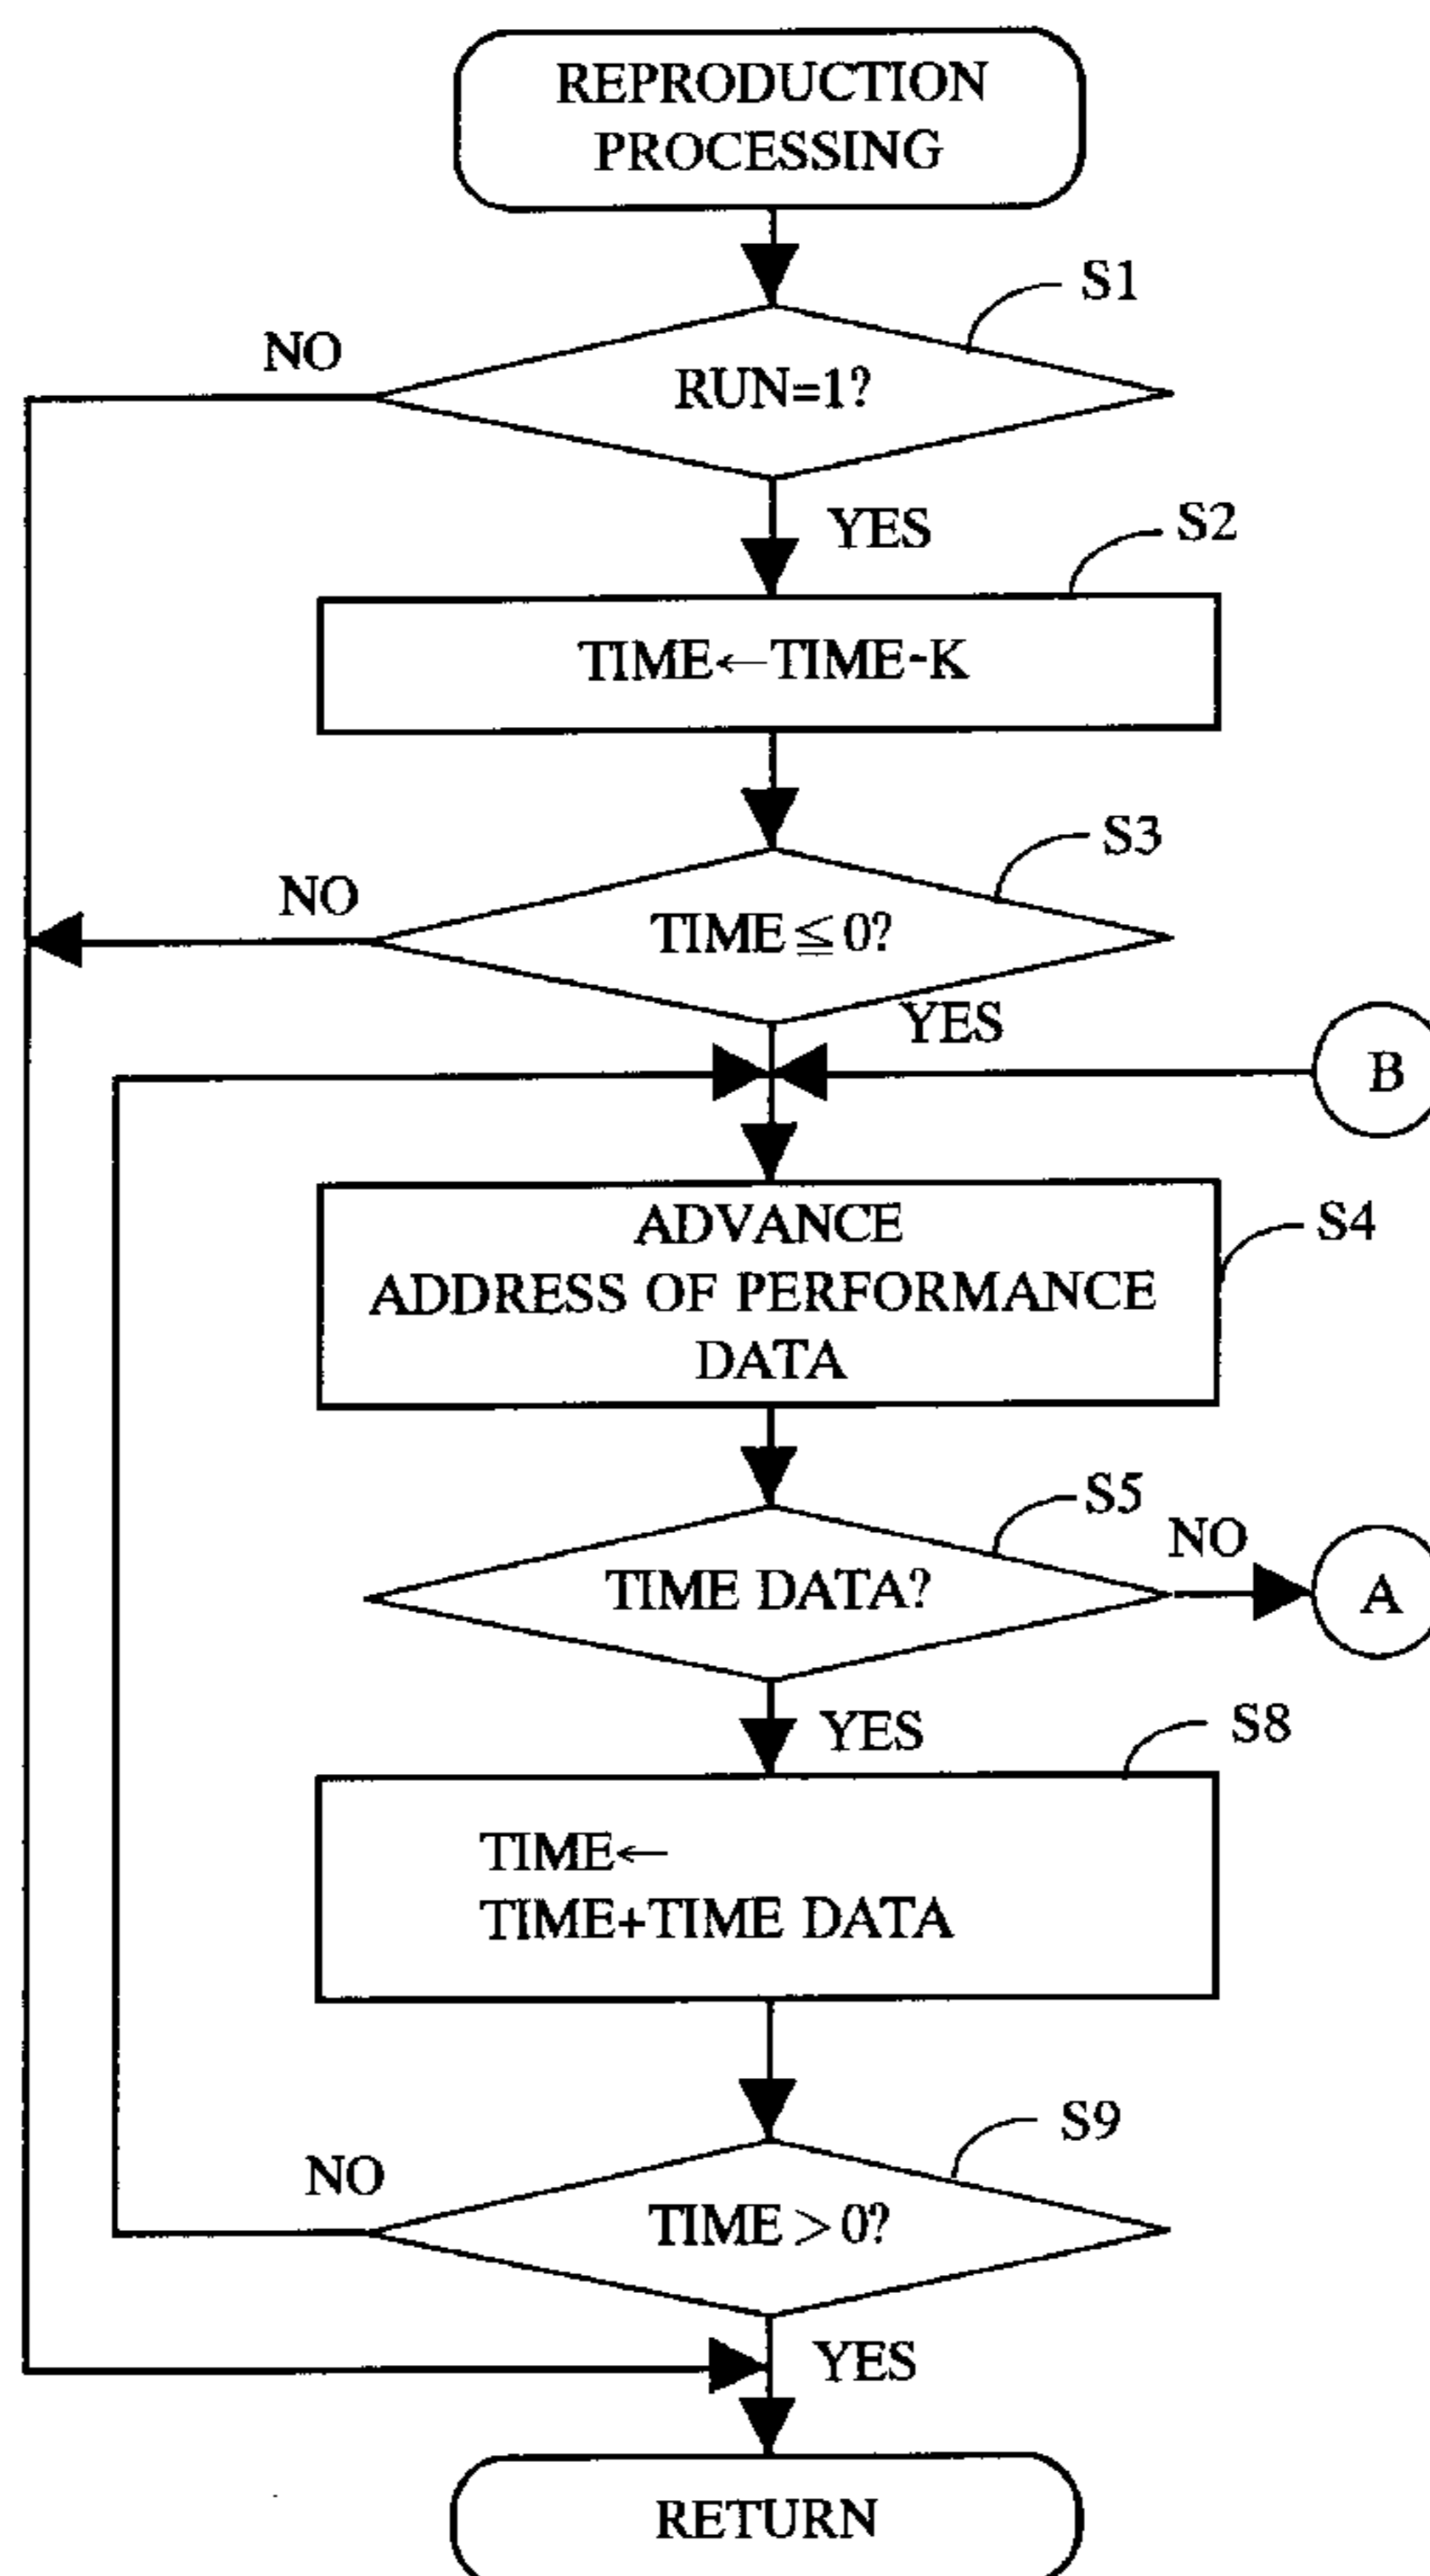 REPRODUCTION
PROCESSING
S1
NO
RUN=1?
YES
S2
TIME←TIME-K
S3
NO
TIME≦0?
YES
B
ADVANCE
ADDRESS OF PERFORMANCE
DATA
S4
S5
NO
TIME DATA?
A
YES
S8
TIME←
TIME+TIME DATA
S9
NO
TIME>0?
YES
RETURN